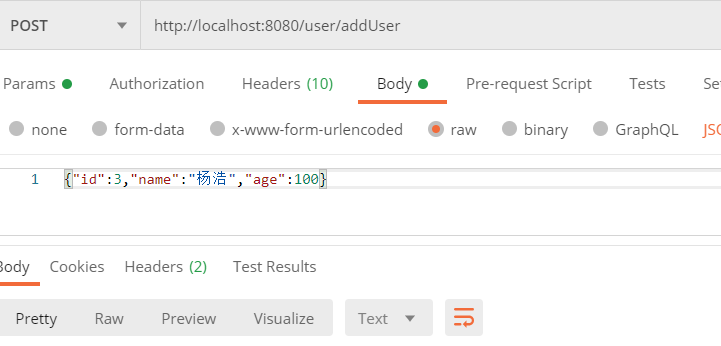 POST http://localhost:8080/user/addUser
Params Authorization Headers (10) Body Pre-request Script Tests Se
none form-data x-www-form-urlencoded raw binary GraphQL JSO
1 {"id":3,"name":"杨浩","age":100}
Body Cookies Headers (2) Test Results
Pretty Raw Preview Visualize Text